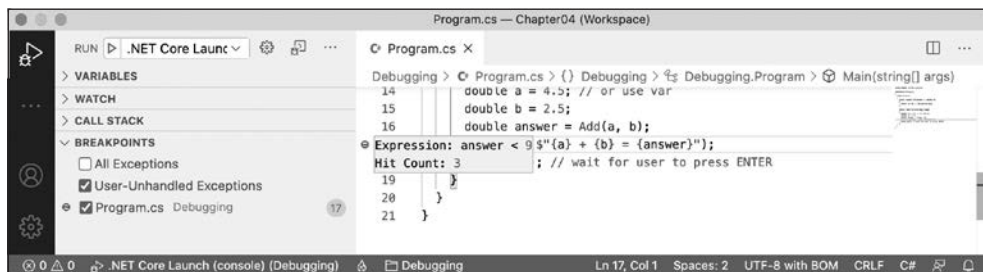 Program.cs — Chapter04 (Workspace)
RUN .NET Core Launc
VARIABLES
WATCH
CALL STACK
BREAKPOINTS
All Exceptions
User-Unhandled Exceptions
Program.cs Debugging 17
Program.cs
Debugging > Program.cs > {} Debugging > Debugging.Program > Main(string[] args)
14 double a = 4.5; // or use var
15 double b = 2.5;
16 double answer = Add(a, b);
Expression: answer < 9 $"{a} + {b} = {answer}");
Hit Count: 3 ; // wait for user to press ENTER
19 }
20 }
21 }
0 0 .NET Core Launch (console) (Debugging) Debugging Ln 17, Col 1 Spaces: 2 UTF-8 with BOM CRLF C#